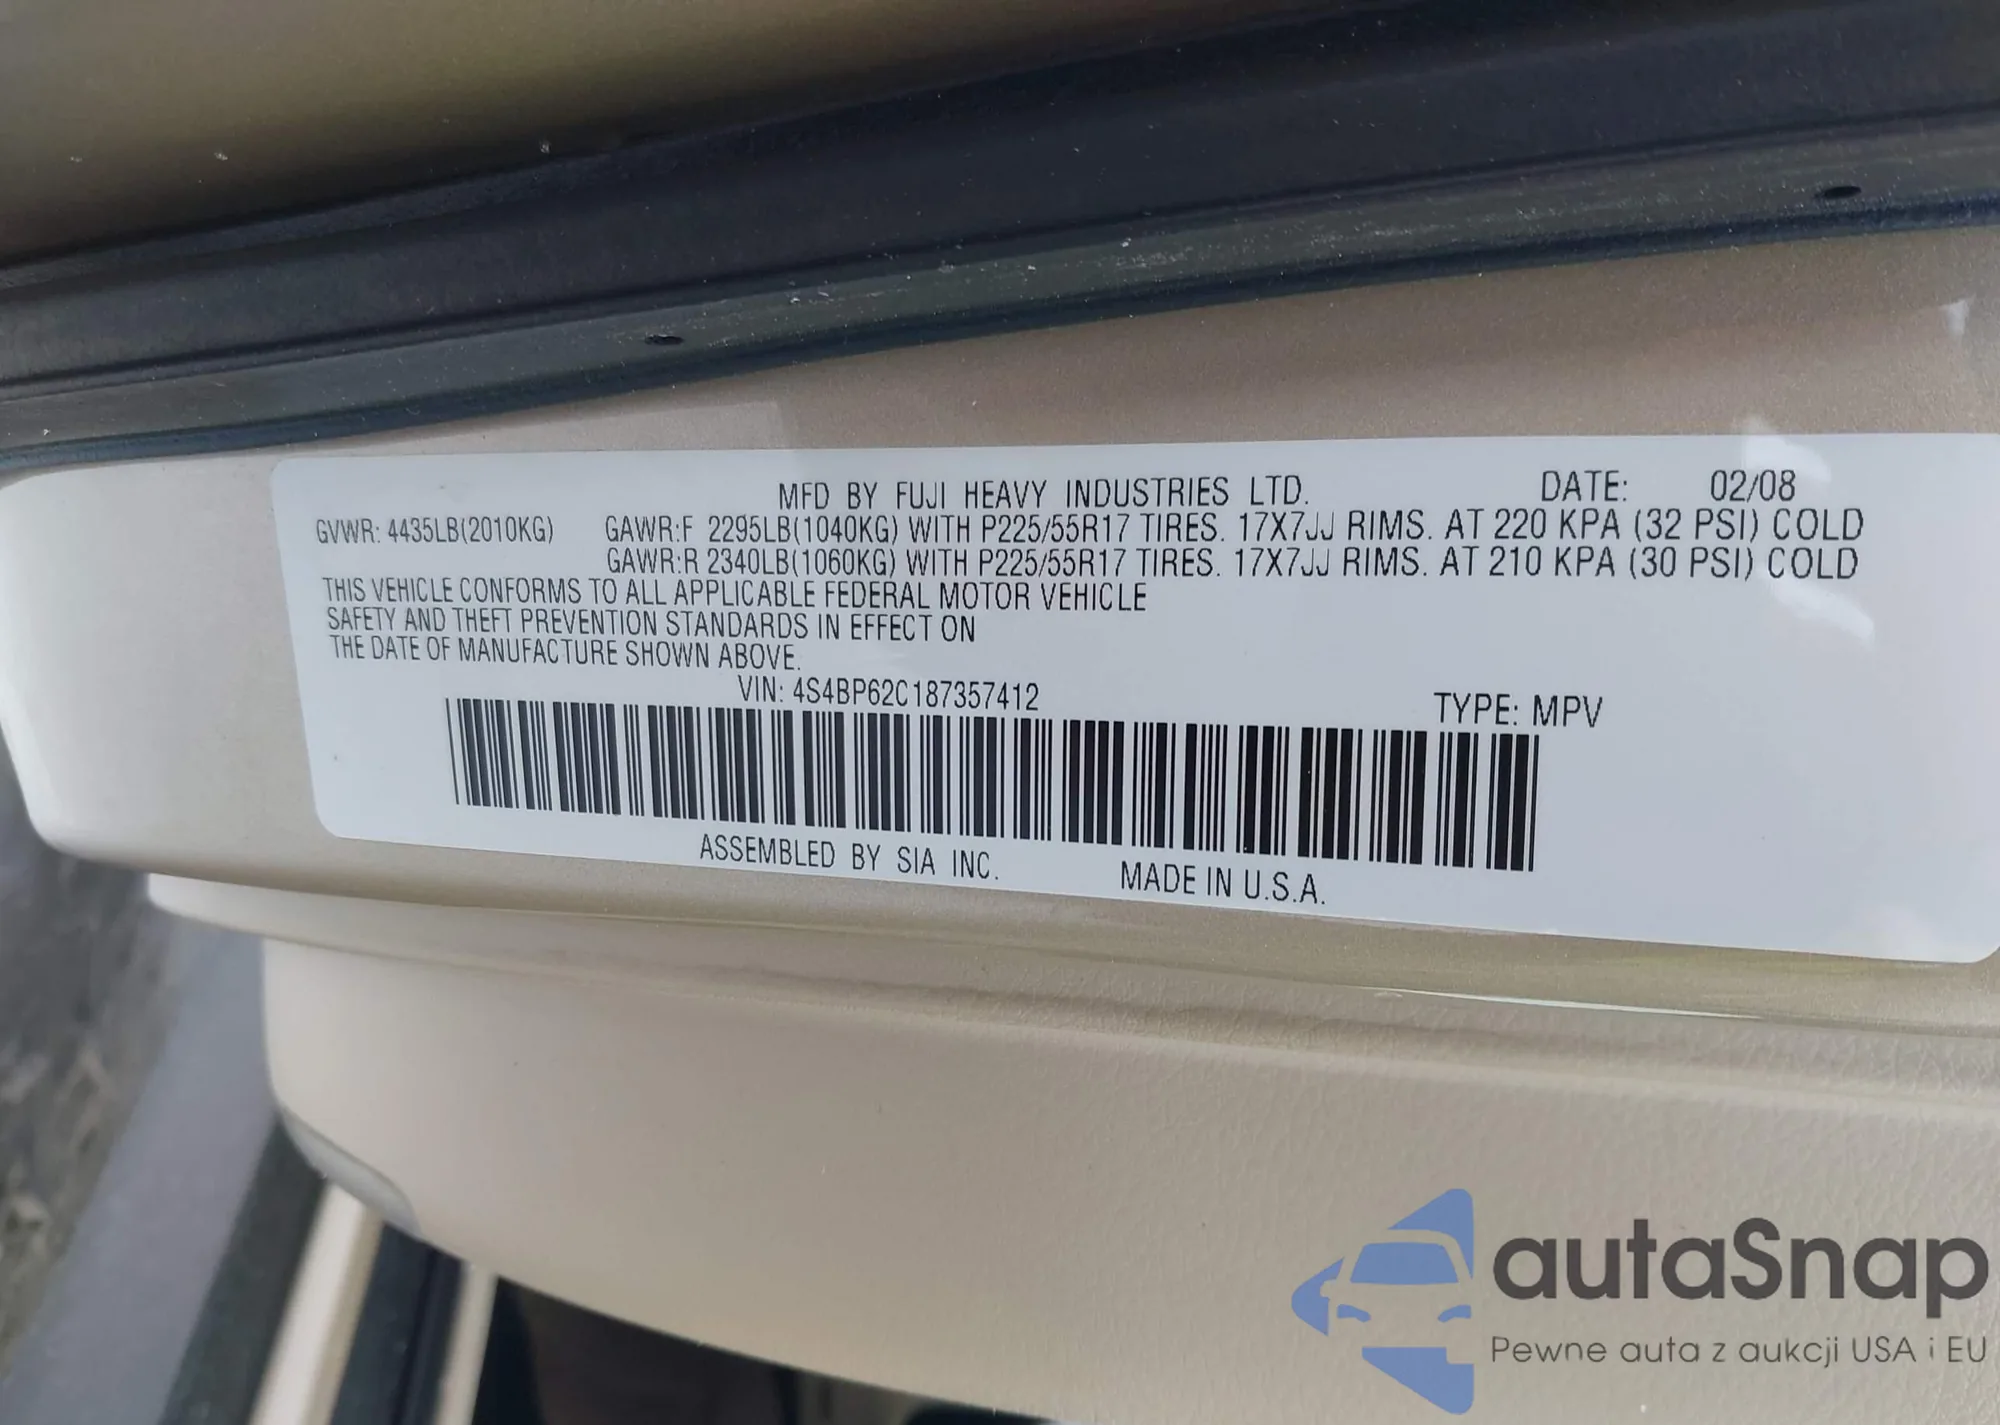 MFD BY FUJI HEAVY INDUSTRIES LTD. DATE: 02/08
GVWR: 4435LB(2010KG) GAWR:F 2295LB(1040KG) WITH P225/55R17 TIRES. 17X7JJ RIMS. AT 220 KPA (32 PSI) COLD
GAWR:R 2340LB(1060KG) WITH P225/55R17 TIRES. 17X7JJ RIMS. AT 210 KPA (30 PSI) COLD
THIS VEHICLE CONFORMS TO ALL APPLICABLE FEDERAL MOTOR VEHICLE
SAFETY AND THEFT PREVENTION STANDARDS IN EFFECT ON
THE DATE OF MANUFACTURE SHOWN ABOVE.
VIN: 4S4BP62C187357412 TYPE: MPV
ASSEMBLED BY SIA INC. MADE IN U.S.A.
autaSnap
Pewne auta z aukcji USA i EU